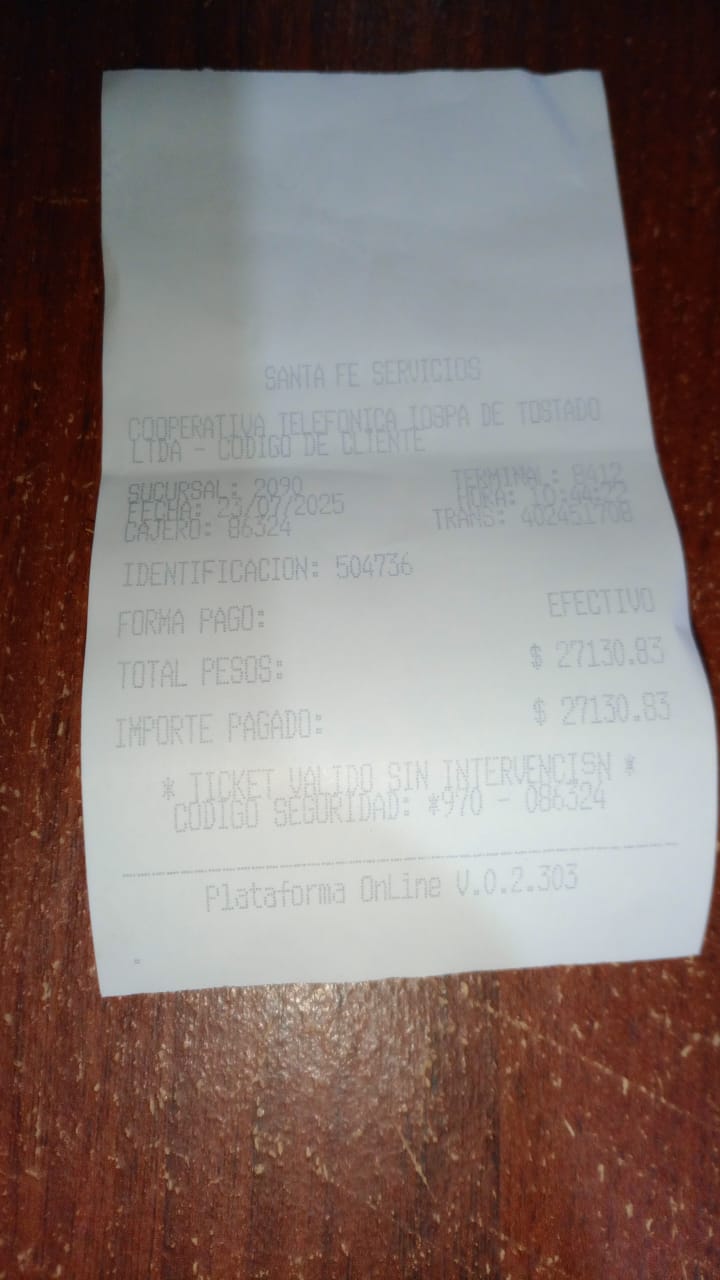 SANTA FE SERVICIOS
COOPERATIVA TELEFONICA IOSPA DE TOSTADO
LTDA - CODIGO DE CLIENTE
SUCURSAL: 2090 TERMINAL: 8412
FECHA: 23/07/2025 HORA: 10:44:22
CAJERO: 86324 TRANS: 402451708
IDENTIFICACION: 504736
FORMA PAGO: EFECTIVO
TOTAL PESOS: $ 27130.83
IMPORTE PAGADO: $ 27130.83
* TICKET VALIDO SIN INTERVENCISN *
CODIGO SEGURIDAD: *970 - 086324
Plataforma OnLine V.0.2.303